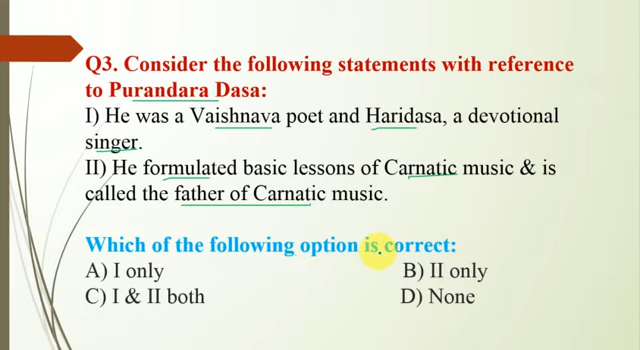 Q3. Consider the following statements with reference
to Purandara Dasa:
I) He was a Vaishnava poet and Haridasa, a devotional
singer.
II) He formulated basic lessons of Carnatic music & is
called the father of Carnatic music.
Which of the following option is correct:
A) I only B) II only
C) I & II both D) None